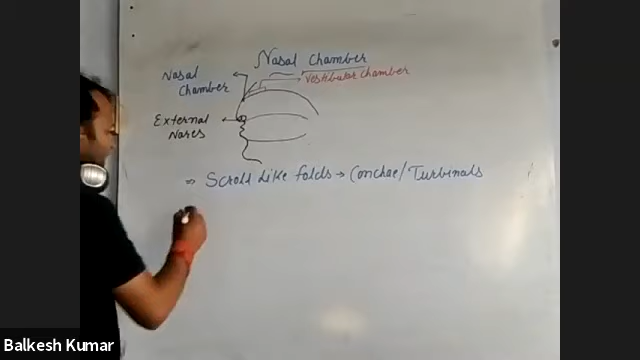 Nasal Chamber
Vestibular Chamber
Nasal
Chamber
External
Nares
⇒ Scroll Like folds → Conchae/Turbinals
Balkesh Kumar